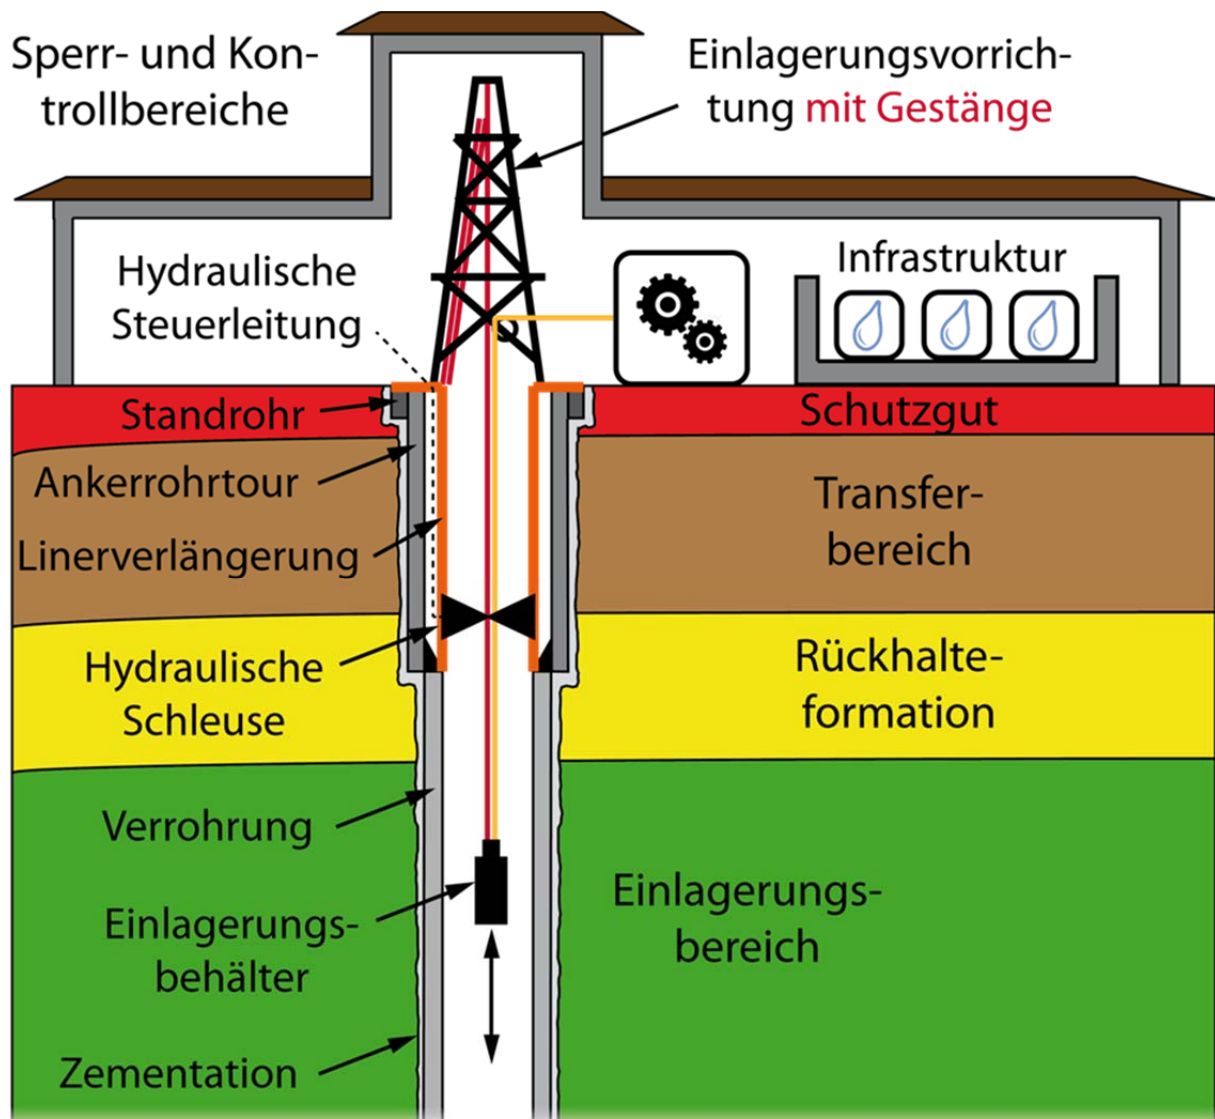 Sperr- und Kon-
trollbereiche
Einlagerungsvorrich-
tung mit Gestänge
Hydraulische
Steuerleitung
Infrastruktur
Standrohr
Schutzgut
Ankerrohrtour
Transfer-
bereich
Linerverlängerung
Hydraulische
Schleuse
Rückhalte-
formation
Verrohrung
Einlagerungs-
behälter
Einlagerungs-
bereich
Zementation